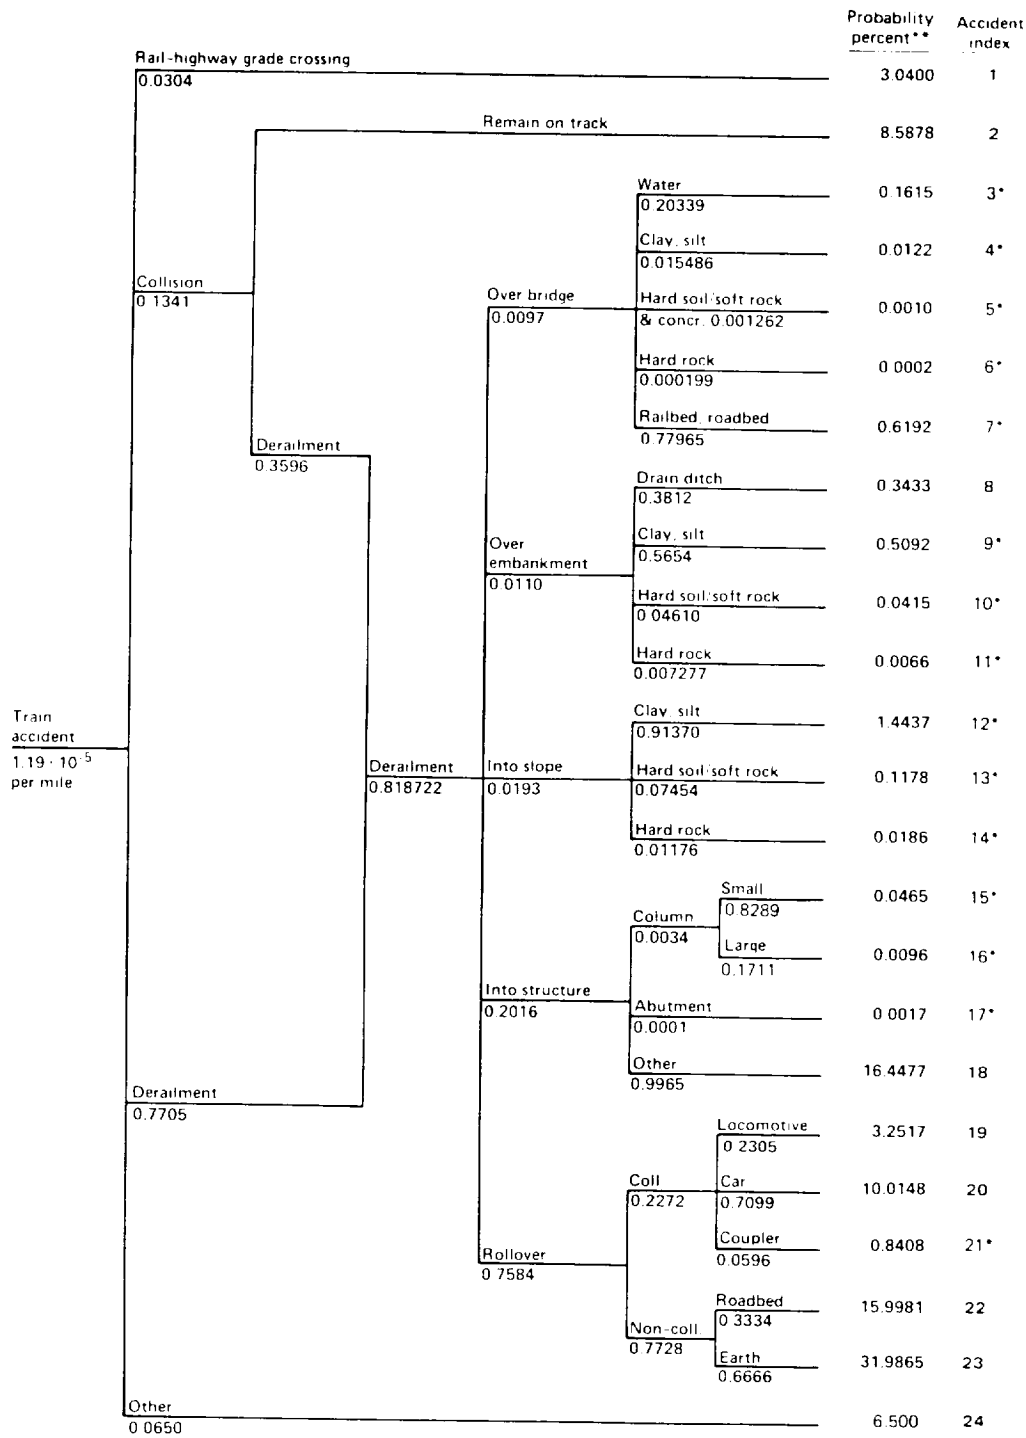 Probability Accident
percent** index
Rail-highway grade crossing
0.0304 3.0400 1
Remain on track 8.5878 2
Water
0.20339 0.1615 3*
Clay, silt
0.015486 0.0122 4*
Collision
0.1341
Over bridge
0.0097
Hard soil/soft rock
& concr. 0.001262 0.0010 5*
Hard rock
0.000199 0.0002 6*
Railbed, roadbed
0.77965 0.6192 7*
Derailment
0.3596
Drain ditch
0.3812 0.3433 8
Over
embankment
0.0110
Clay, silt
0.5654 0.5092 9*
Hard soil/soft rock
0.04610 0.0415 10*
Hard rock
0.007277 0.0066 11*
Train
accident
1.19 · 10-5
per mile
Clay, silt
0.91370 1.4437 12*
Derailment
0.818722
Into slope
0.0193
Hard soil/soft rock
0.07454 0.1178 13*
Hard rock
0.01176 0.0186 14*
Small
0.8289 0.0465 15*
Column
0.0034
Large
0.1711 0.0096 16*
Into structure
0.2016
Abutment
0.0001 0.0017 17*
Other
0.9965 16.4477 18
Derailment
0.7705
Locomotive
0.2305 3.2517 19
Coll
0.2272
Car
0.7099 10.0148 20
Coupler
0.0596 0.8408 21*
Rollover
0.7584
Roadbed
0.3334 15.9981 22
Non-coll.
0.7728
Earth
0.6666 31.9865 23
Other
0.0650 6.500 24